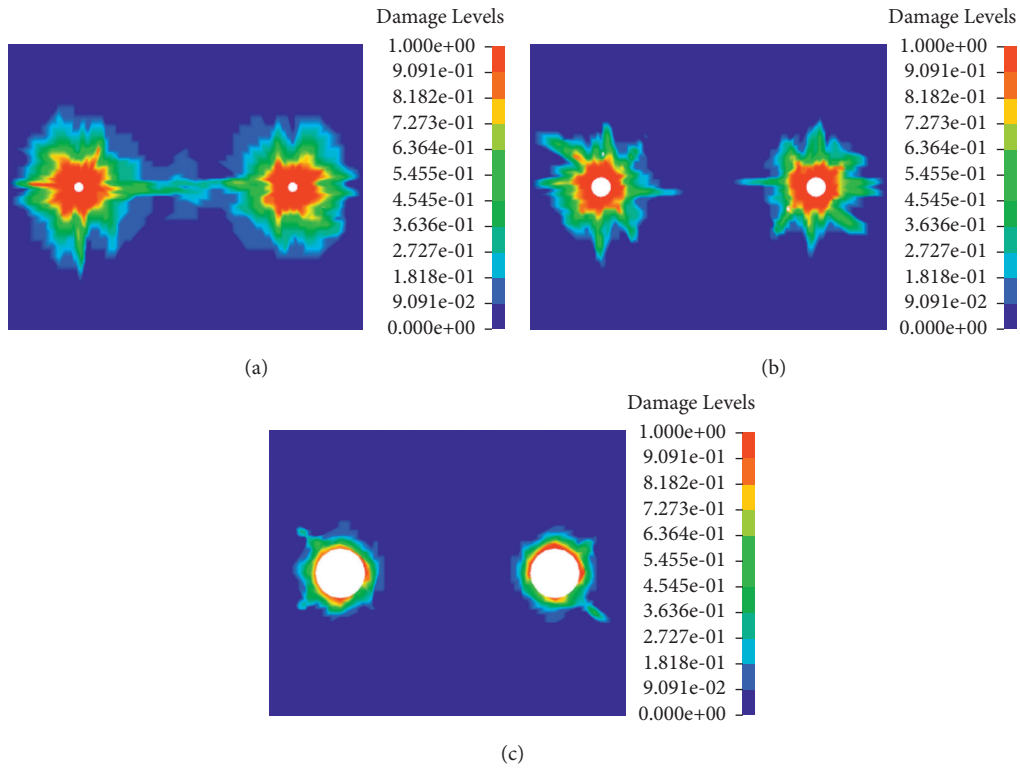 Damage Levels
1.000e+00
9.091e-01
8.182e-01
7.273e-01
6.364e-01
5.455e-01
4.545e-01
3.636e-01
2.727e-01
1.818e-01
9.091e-02
0.000e+00
(a)
Damage Levels
1.000e+00
9.091e-01
8.182e-01
7.273e-01
6.364e-01
5.455e-01
4.545e-01
3.636e-01
2.727e-01
1.818e-01
9.091e-02
0.000e+00
(b)
Damage Levels
1.000e+00
9.091e-01
8.182e-01
7.273e-01
6.364e-01
5.455e-01
4.545e-01
3.636e-01
2.727e-01
1.818e-01
9.091e-02
0.000e+00
(c)